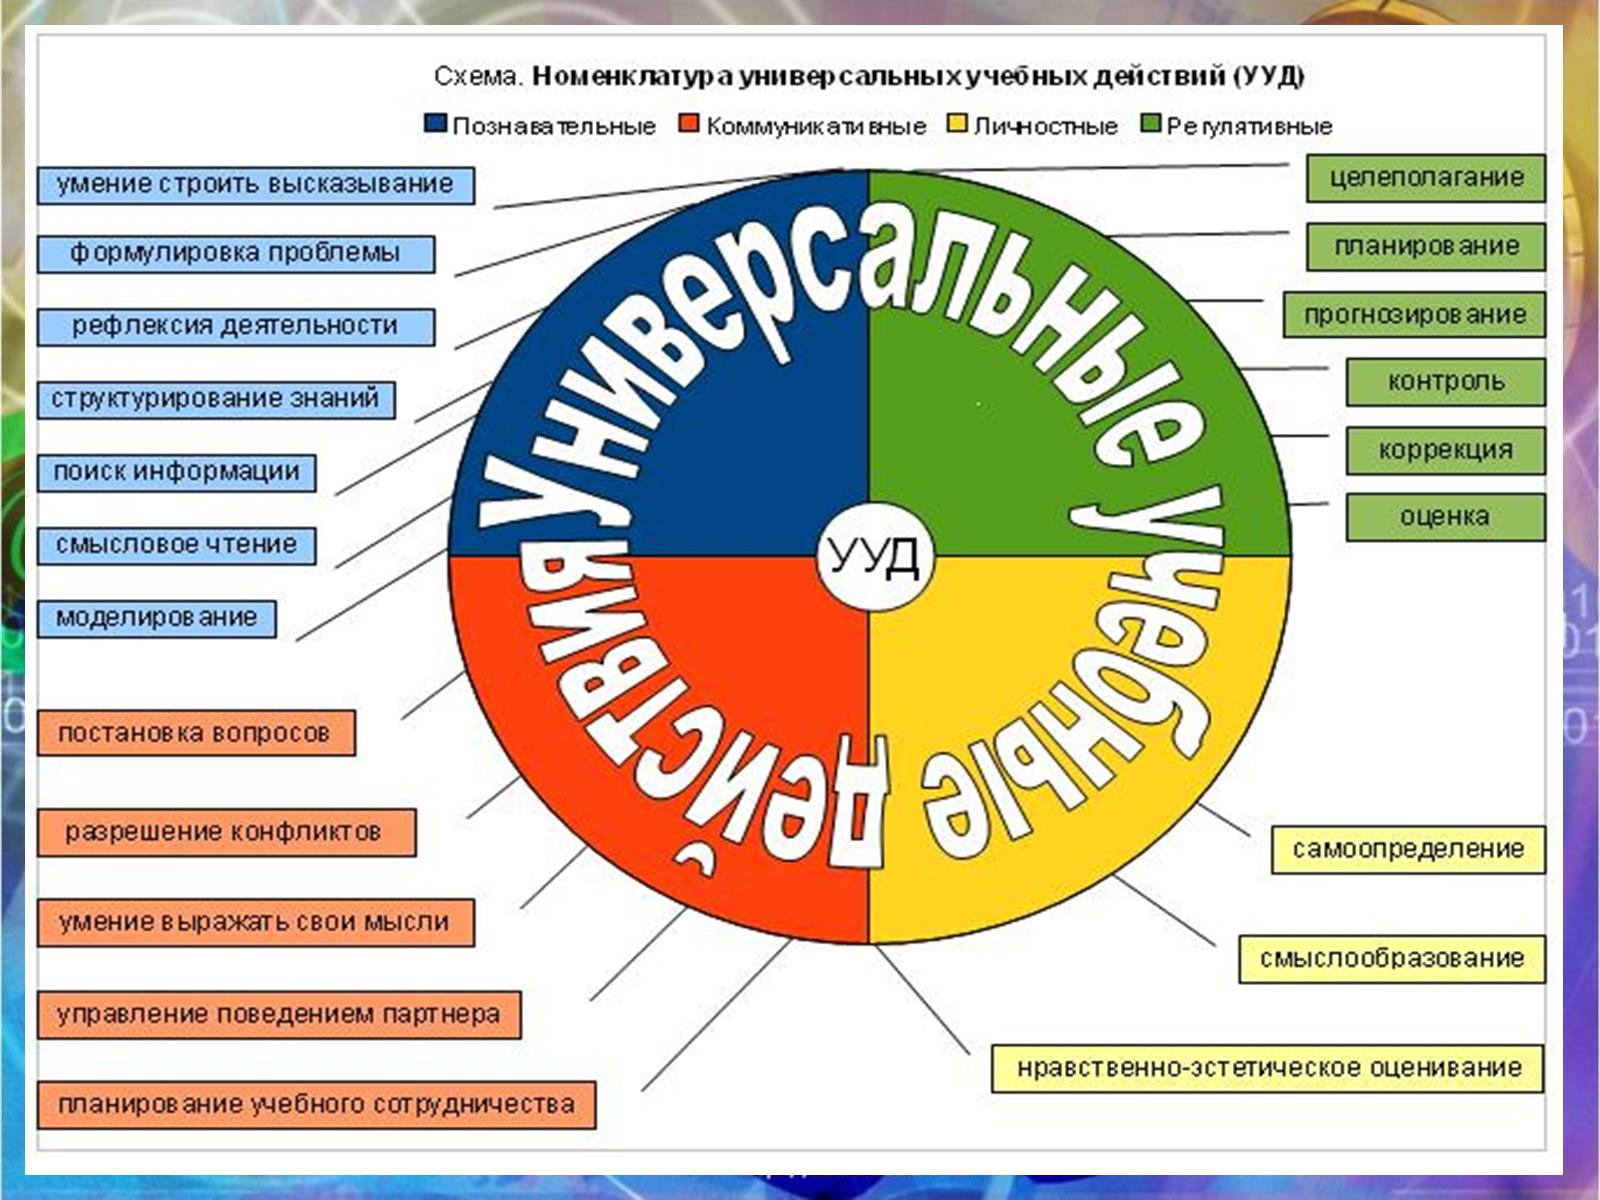 Схема. Номенклатура универсальных учебных действий (УУД)
Познавательные Коммуникативные Личностные Регулятивные
умение строить высказывание
формулировка проблемы
рефлексия деятельности
структурирование знаний
поиск информации
смысловое чтение
моделирование
постановка вопросов
разрешение конфликтов
умение выражать свои мысли
управление поведением партнера
планирование учебного сотрудничества
Универсальные учебные действия
УУД
целеполагание
планирование
прогнозирование
контроль
коррекция
оценка
самоопределение
смыслообразование
нравственно-эстетическое оценивание